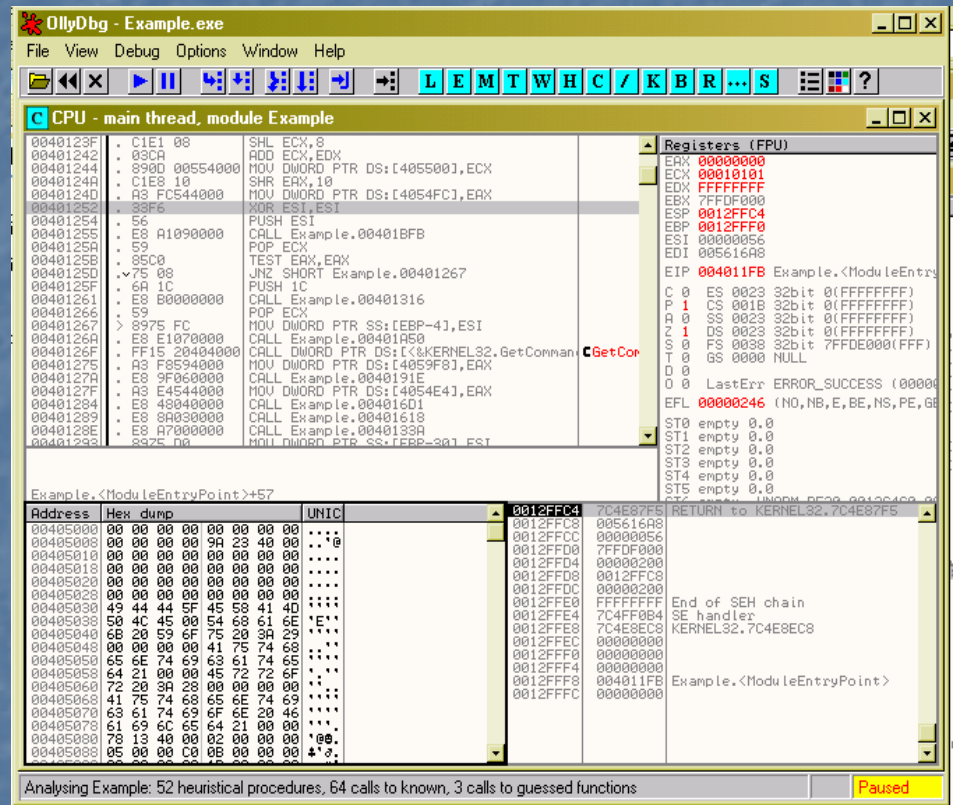 OllyDbg - Example.exe
File View Debug Options Window Help
L E M T W H C / K B R ... S
?
C CPU - main thread, module Example
0040123F . C1E1 08 SHL ECX,8
00401242 . 03CA ADD ECX,EDX
00401244 . 890D 00554000 MOV DWORD PTR DS:[405500],ECX
0040124A . C1E8 10 SHR EAX,10
0040124D . A3 FC544000 MOV DWORD PTR DS:[4054FC],EAX
00401252 . 33F6 XOR ESI,ESI
00401254 . 56 PUSH ESI
00401255 . E8 A1090000 CALL Example.00401BFB
0040125A . 59 POP ECX
0040125B . 85C0 TEST EAX,EAX
0040125D .v75 08 JNZ SHORT Example.00401267
0040125F . 6A 1C PUSH 1C
00401261 . E8 B0000000 CALL Example.00401316
00401266 . 59 POP ECX
00401267 > 8975 FC MOV DWORD PTR SS:[EBP-4],ESI
0040126A . E8 E1070000 CALL Example.00401A50
0040126F . FF15 20404000 CALL DWORD PTR DS:[<&KERNEL32.GetComman CGetCom
00401275 . A3 F8594000 MOV DWORD PTR DS:[4059F8],EAX
0040127A . E8 9F060000 CALL Example.0040191E
0040127F . A3 E4544000 MOV DWORD PTR DS:[4054E4],EAX
00401284 . E8 48040000 CALL Example.004016D1
00401289 . E8 8A030000 CALL Example.00401618
0040128E . E8 A7000000 CALL Example.0040133A
00401293 . 8975 D0 MOV DWORD PTR SS:[EBP-30],ESI
Example.<ModuleEntryPoint>+57
Registers (FPU)
EAX 00000000
ECX 00010101
EDX FFFFFFFF
EBX 7FFDF000
ESP 0012FFC4
EBP 0012FFF0
ESI 00000056
EDI 005616A8
EIP 004011FB Example.<ModuleEntry
C 0 ES 0023 32bit 0(FFFFFFFF)
P 1 CS 001B 32bit 0(FFFFFFFF)
A 0 SS 0023 32bit 0(FFFFFFFF)
Z 1 DS 0023 32bit 0(FFFFFFFF)
S 0 FS 0038 32bit 7FFDE000(FFF)
T 0 GS 0000 NULL
D 0
O 0 LastErr ERROR_SUCCESS (00000
EFL 00000246 (NO,NB,E,BE,NS,PE,GE
ST0 empty 0.0
ST1 empty 0.0
ST2 empty 0.0
ST3 empty 0.0
ST4 empty 0.0
ST5 empty 0.0
Address Hex dump UNIC
00405000 00 00 00 00 00 00 00 00
00405008 00 00 00 00 9A 23 40 00
00405010 00 00 00 00 00 00 00 00
00405018 00 00 00 00 00 00 00 00
00405020 00 00 00 00 00 00 00 00
00405028 00 00 00 00 00 00 00 00
00405030 49 44 44 5F 45 58 41 4D
00405038 50 4C 45 00 54 68 61 6E
00405040 6B 20 59 6F 75 20 3A 29
00405048 00 00 00 00 41 75 74 68
00405050 65 6E 74 69 63 61 74 65
00405058 64 21 00 00 45 72 72 6F
00405060 72 20 3A 28 00 00 00 00
00405068 41 75 74 68 65 6E 74 69
00405070 63 61 74 69 6F 6E 20 46
00405078 61 69 6C 65 64 21 00 00
00405080 78 13 40 00 02 00 00 00
00405088 05 00 00 C0 0B 00 00 00
0012FFC4 7C4E87F5 RETURN to KERNEL32.7C4E87F5
0012FFC8 005616A8
0012FFCC 00000056
0012FFD0 7FFDF000
0012FFD4 00000200
0012FFD8 0012FFC8
0012FFDC 00000200
0012FFE0 FFFFFFFF End of SEH chain
0012FFE4 7C4FF0B4 SE handler
0012FFE8 7C4E8EC8 KERNEL32.7C4E8EC8
0012FFEC 00000000
0012FFF0 00000000
0012FFF4 00000000
0012FFF8 004011FB Example.<ModuleEntryPoint>
0012FFFC 00000000
Analysing Example: 52 heuristical procedures, 64 calls to known, 3 calls to guessed functions
Paused